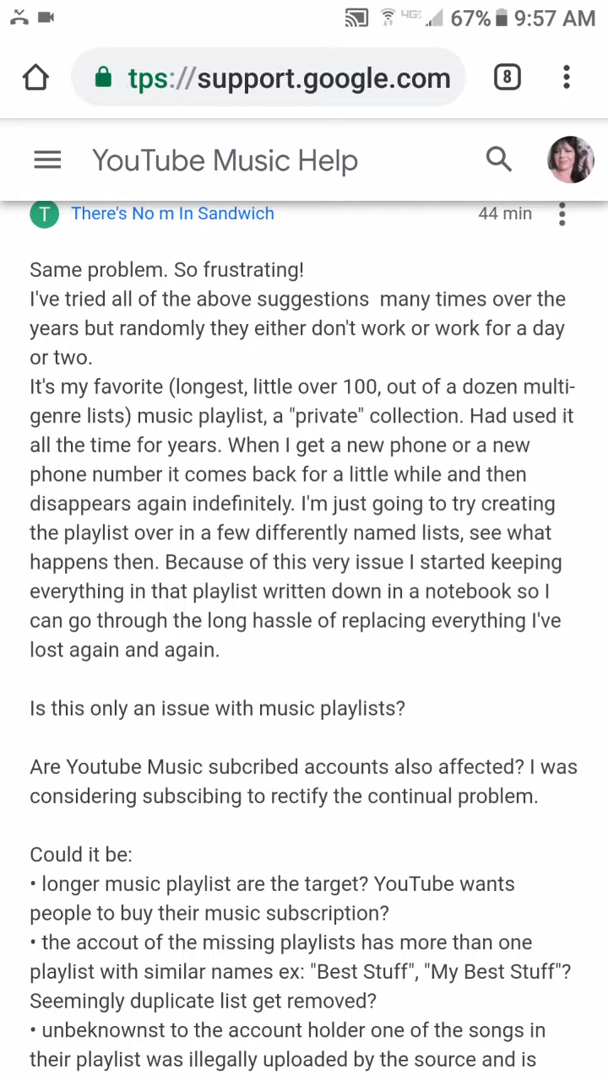 4G 67% 9:57 AM
tps://support.google.com 8
YouTube Music Help
T There's No m In Sandwich 44 min
Same problem. So frustrating!
I've tried all of the above suggestions many times over the
years but randomly they either don't work or work for a day
or two.
It's my favorite (longest, little over 100, out of a dozen multi-
genre lists) music playlist, a "private" collection. Had used it
all the time for years. When I get a new phone or a new
phone number it comes back for a little while and then
disappears again indefinitely. I'm just going to try creating
the playlist over in a few differently named lists, see what
happens then. Because of this very issue I started keeping
everything in that playlist written down in a notebook so I
can go through the long hassle of replacing everything I've
lost again and again.
Is this only an issue with music playlists?
Are Youtube Music subcribed accounts also affected? I was
considering subscibing to rectify the continual problem.
Could it be:
• longer music playlist are the target? YouTube wants
people to buy their music subscription?
• the accout of the missing playlists has more than one
playlist with similar names ex: "Best Stuff", "My Best Stuff"?
Seemingly duplicate list get removed?
• unbeknownst to the account holder one of the songs in
their playlist was illegally uploaded by the source and is